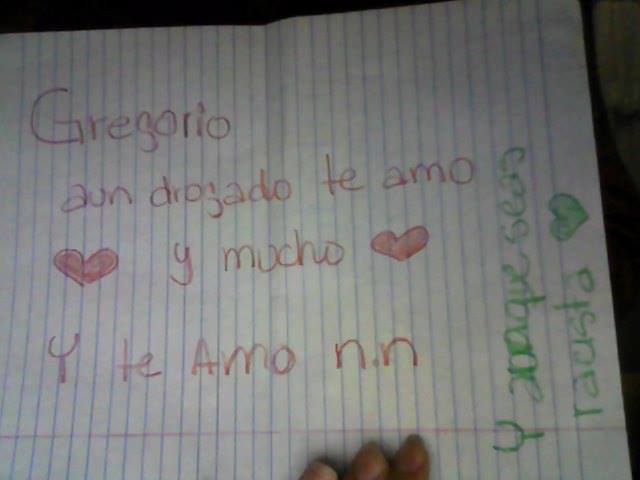 Gregorio
aun drogado te amo
y mucho
Y te Amo n.n
Y aunque seas
racista